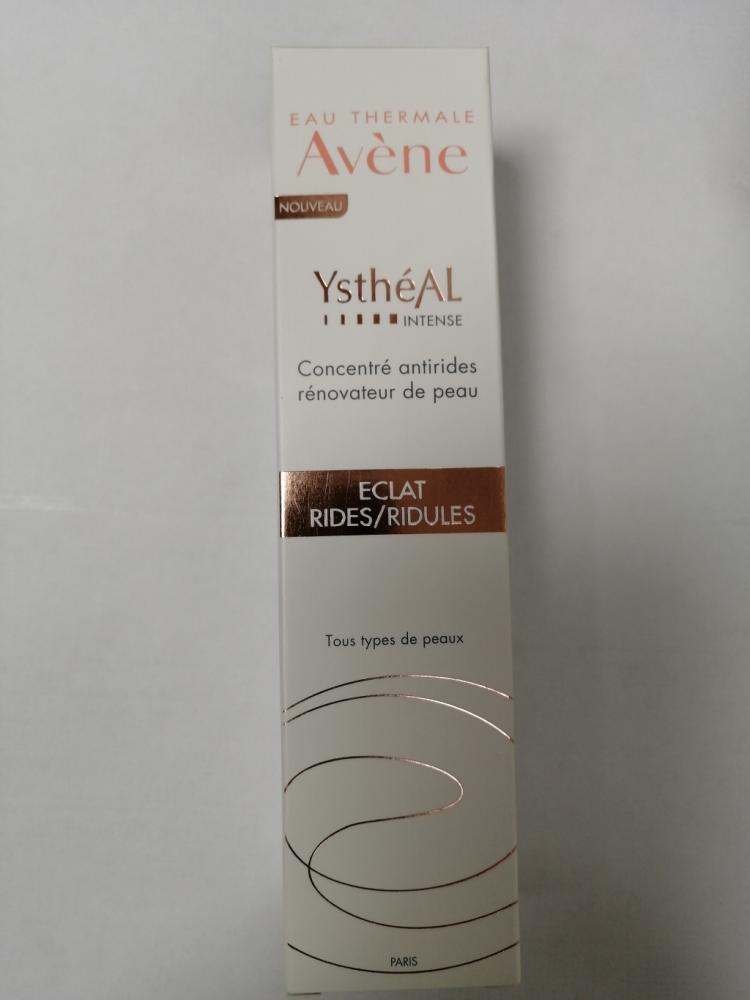 EAU THERMALE
Avène
NOUVEAU
YsthéAL
INTENSE
Concentré antirides
rénovateur de peau
ECLAT
RIDES/RIDULES
Tous types de peaux
PARIS